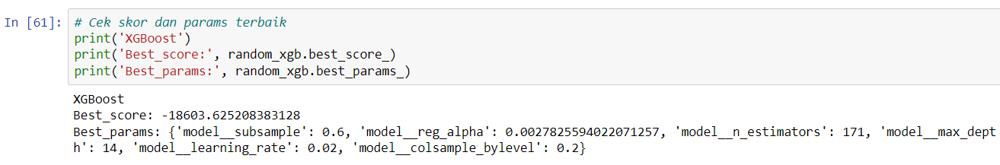 In [61]: # Cek skor dan params terbaik
print('XGBoost')
print('Best_score:', random_xgb.best_score_)
print('Best_params:', random_xgb.best_params_)
XGBoost
Best_score: -18603.625208383128
Best_params: {'model__subsample': 0.6, 'model__reg_alpha': 0.0027825594022071257, 'model__n_estimators': 171, 'model__max_dept
h': 14, 'model__learning_rate': 0.02, 'model__colsample_bylevel': 0.2}